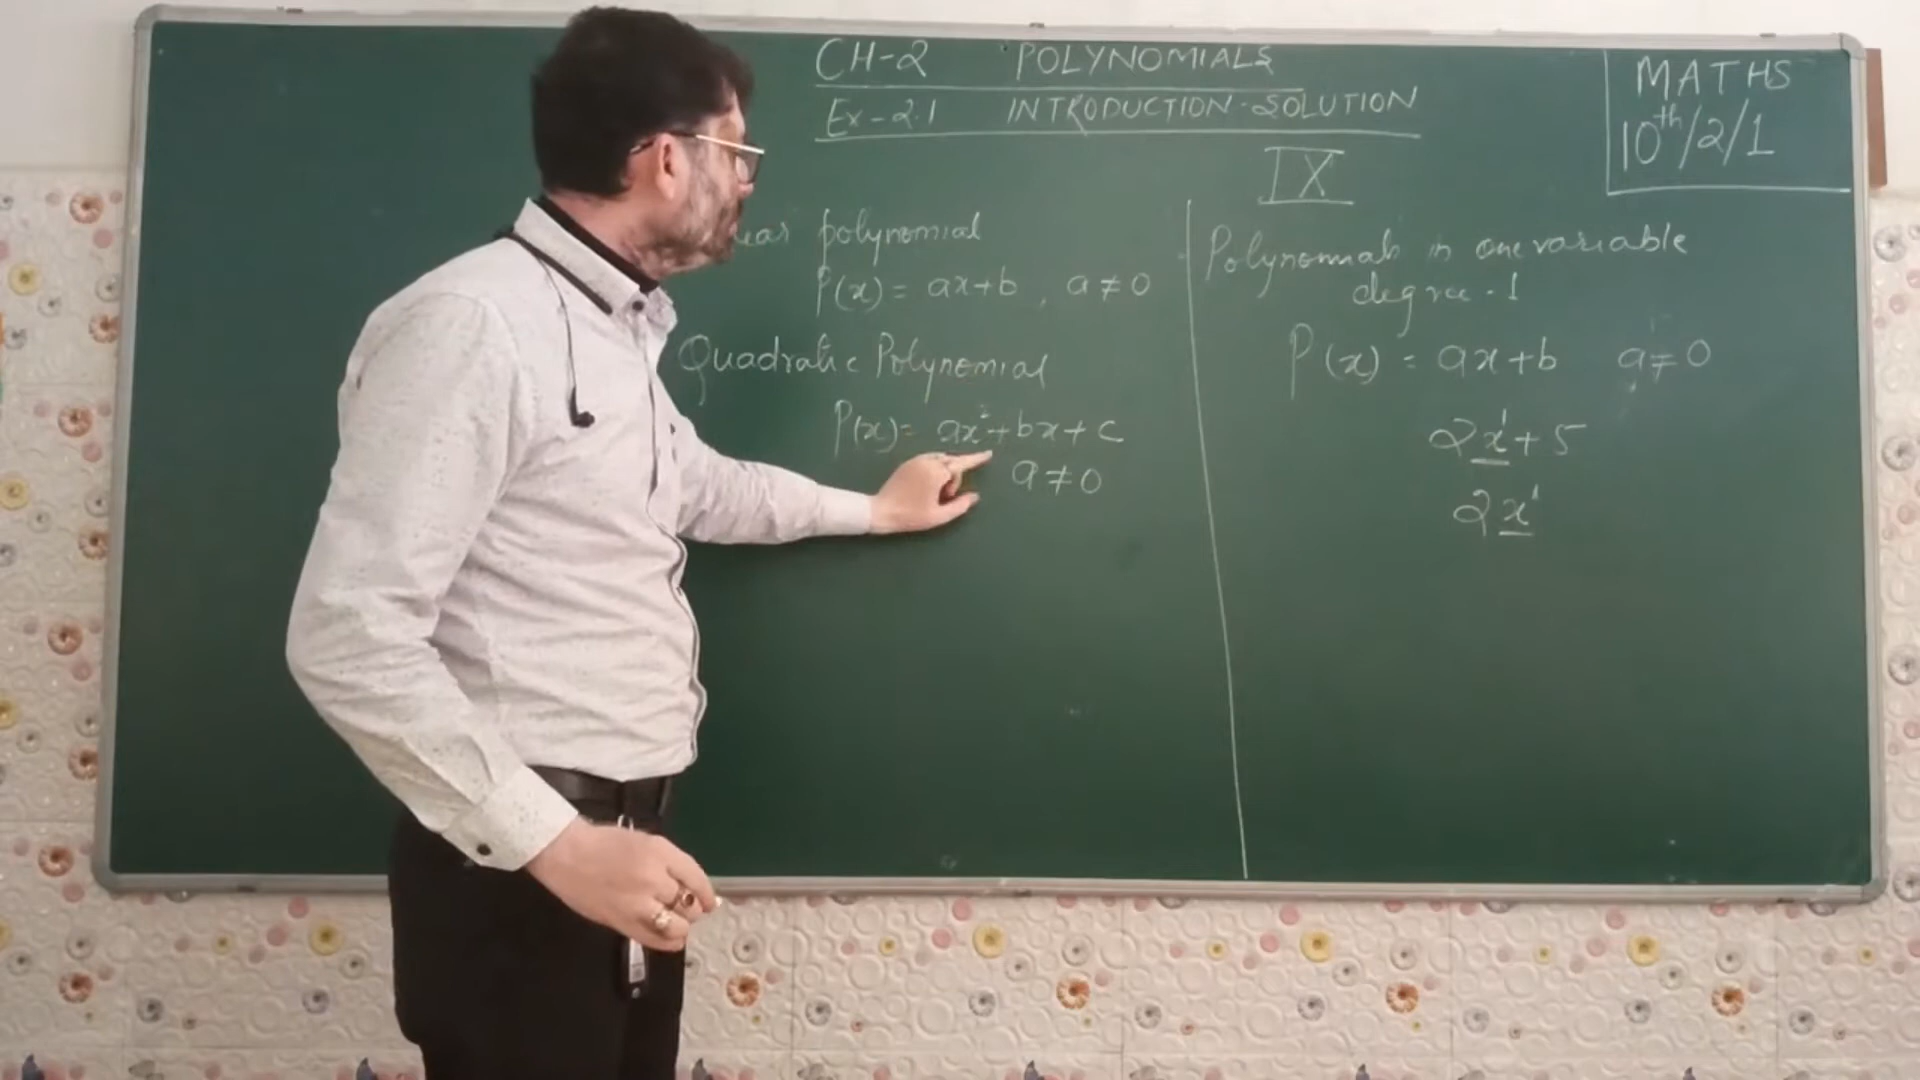 CH-2 POLYNOMIALS
Ex-2.1 INTRODUCTION-SOLUTION
MATHS
10th/2/1
IX
polynomial
P(x) = ax+b, a≠0
Quadratic Polynomial
P(x)= ax²+bx+c
a≠0
Polynomials in one variable
degree-1
P(x) = ax+b a≠0
2x¹+5
2x¹